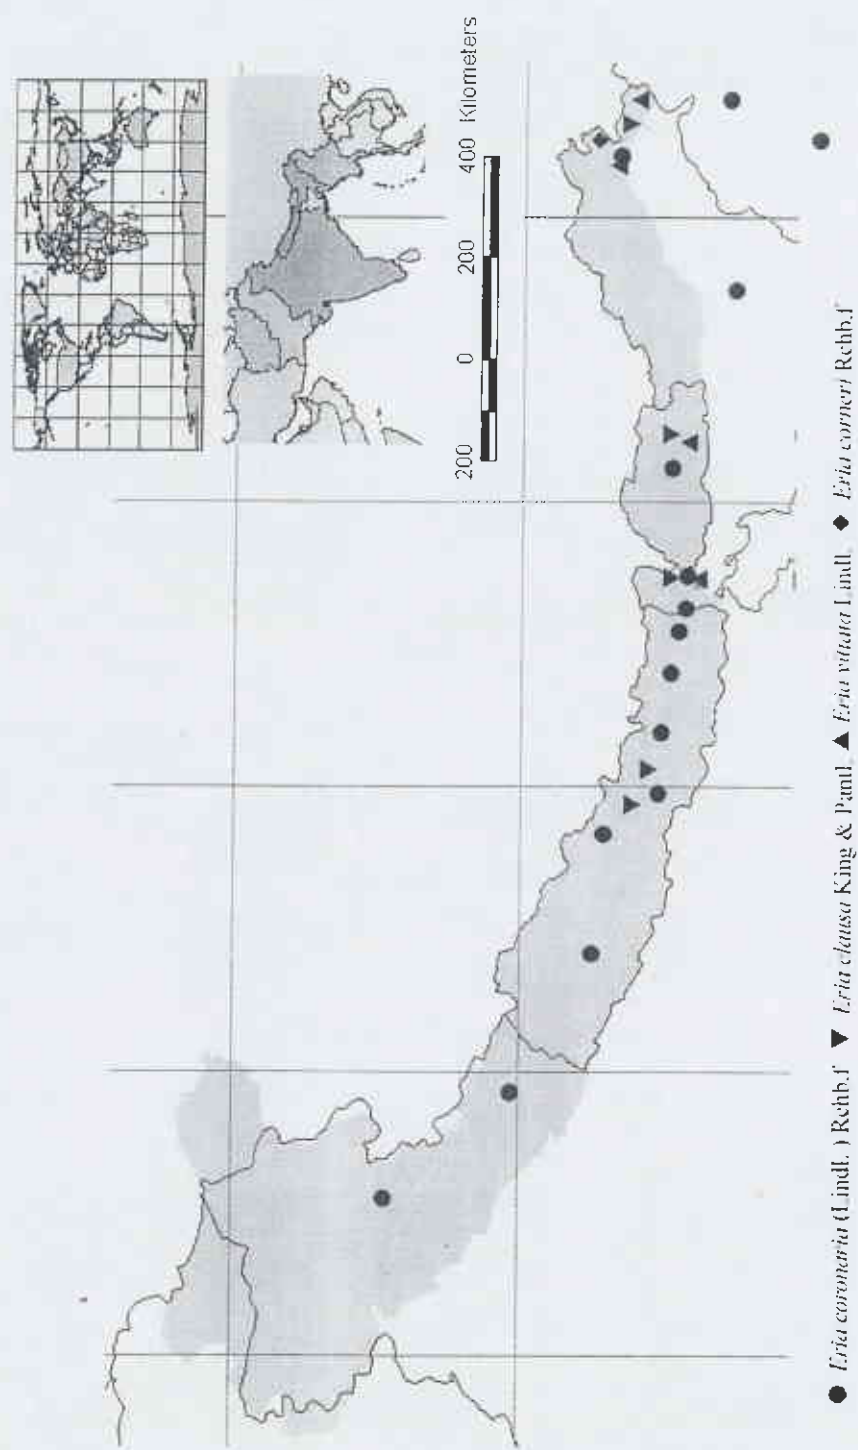 200 0 200 400 Kilometers
● Eria coronaria (Lindl. ) Rchb.f ▼ Eria clausa King & Pantl. ▲ Eria vittata Lindl. ◆ Eria corneri Rchb.f